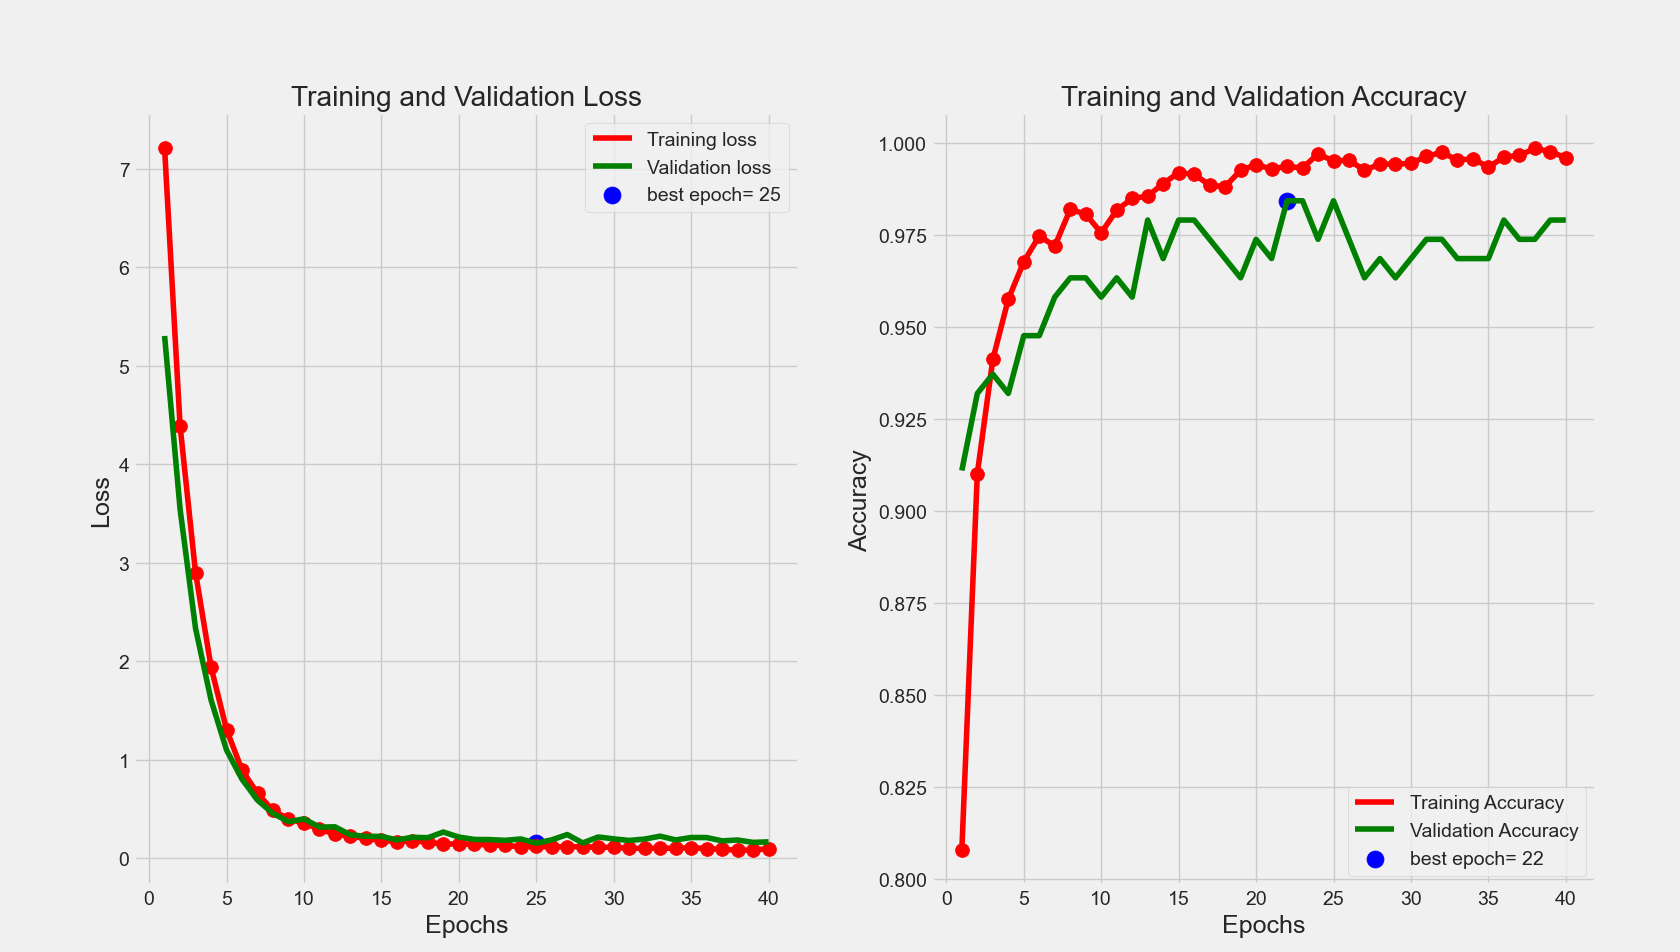 Training and Validation Loss
Training loss
Validation loss
best epoch= 25
7
6
5
4
3
2
1
0
Loss
0 5 10 15 20 25 30 35 40
Epochs
Training and Validation Accuracy
1.000
0.975
0.950
0.925
0.900
0.875
0.850
0.825
0.800
Accuracy
Training Accuracy
Validation Accuracy
best epoch= 22
0 5 10 15 20 25 30 35 40
Epochs